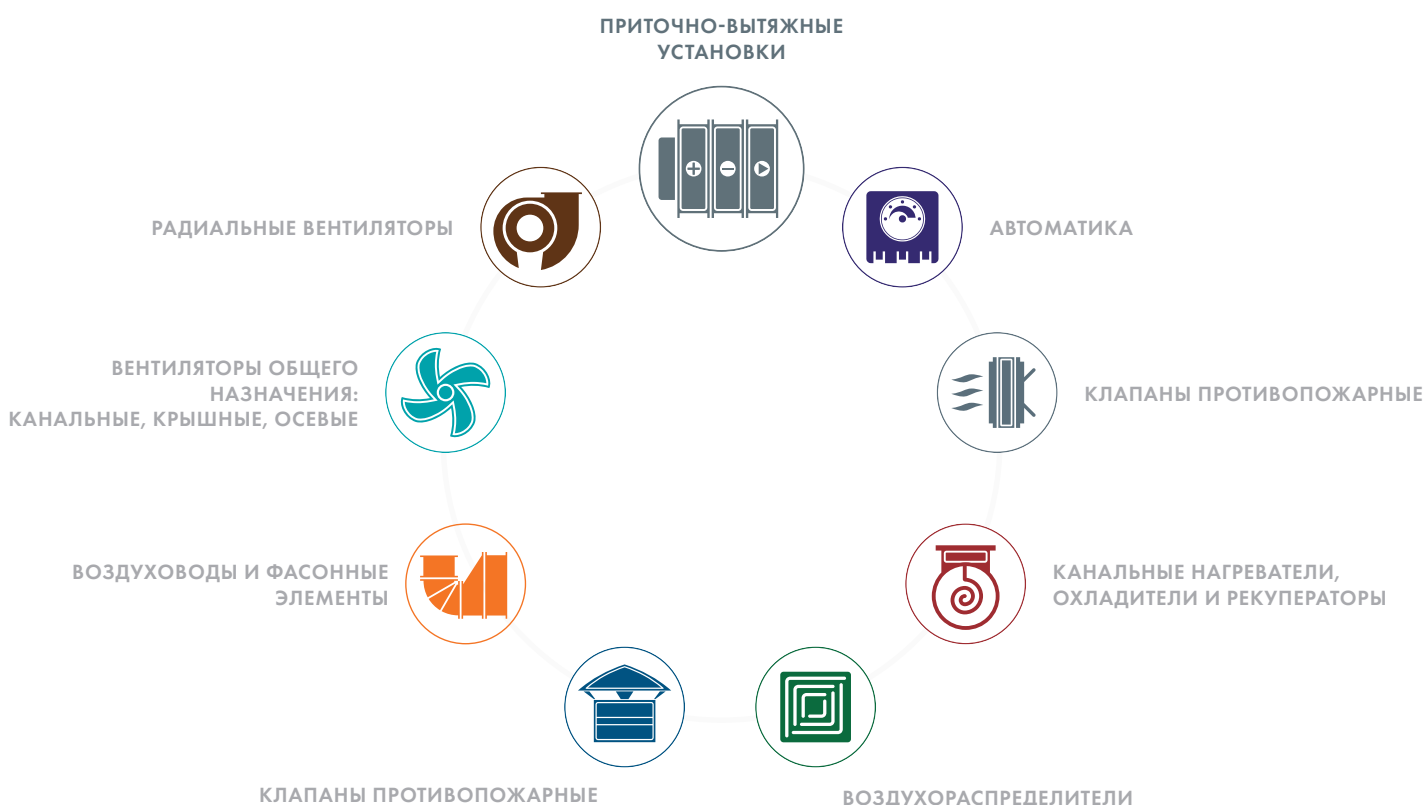 ПРИТОЧНО-ВЫТЯЖНЫЕ
УСТАНОВКИ
РАДИАЛЬНЫЕ ВЕНТИЛЯТОРЫ
АВТОМАТИКА
ВЕНТИЛЯТОРЫ ОБЩЕГО
НАЗНАЧЕНИЯ:
КАНАЛЬНЫЕ, КРЫШНЫЕ, ОСЕВЫЕ
КЛАПАНЫ ПРОТИВОПОЖАРНЫЕ
ВОЗДУХОВОДЫ И ФАСОННЫЕ
ЭЛЕМЕНТЫ
КАНАЛЬНЫЕ НАГРЕВАТЕЛИ,
ОХЛАДИТЕЛИ И РЕКУПЕРАТОРЫ
КЛАПАНЫ ПРОТИВОПОЖАРНЫЕ
ВОЗДУХОРАСПРЕДЕЛИТЕЛИ